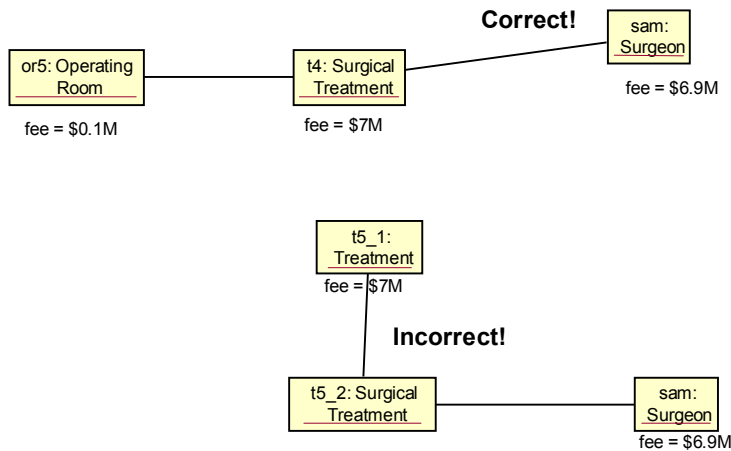 Correct!
or5: Operating
Room
t4: Surgical
Treatment
sam:
Surgeon
fee = $0.1M
fee = $7M
fee = $6.9M
t5_1:
Treatment
fee = $7M
Incorrect!
t5_2: Surgical
Treatment
sam:
Surgeon
fee = $6.9M